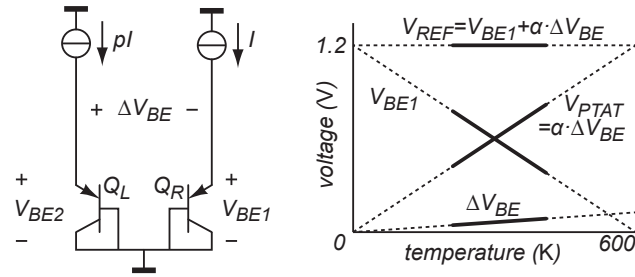 pI
I
+ ΔV_BE −
Q_L
Q_R
+
V_BE2
−
+
V_BE1
−
V_REF=V_BE1+α·ΔV_BE
1.2
V_BE1
V_PTAT
=α·ΔV_BE
ΔV_BE
voltage (V)
0
temperature (K)
600